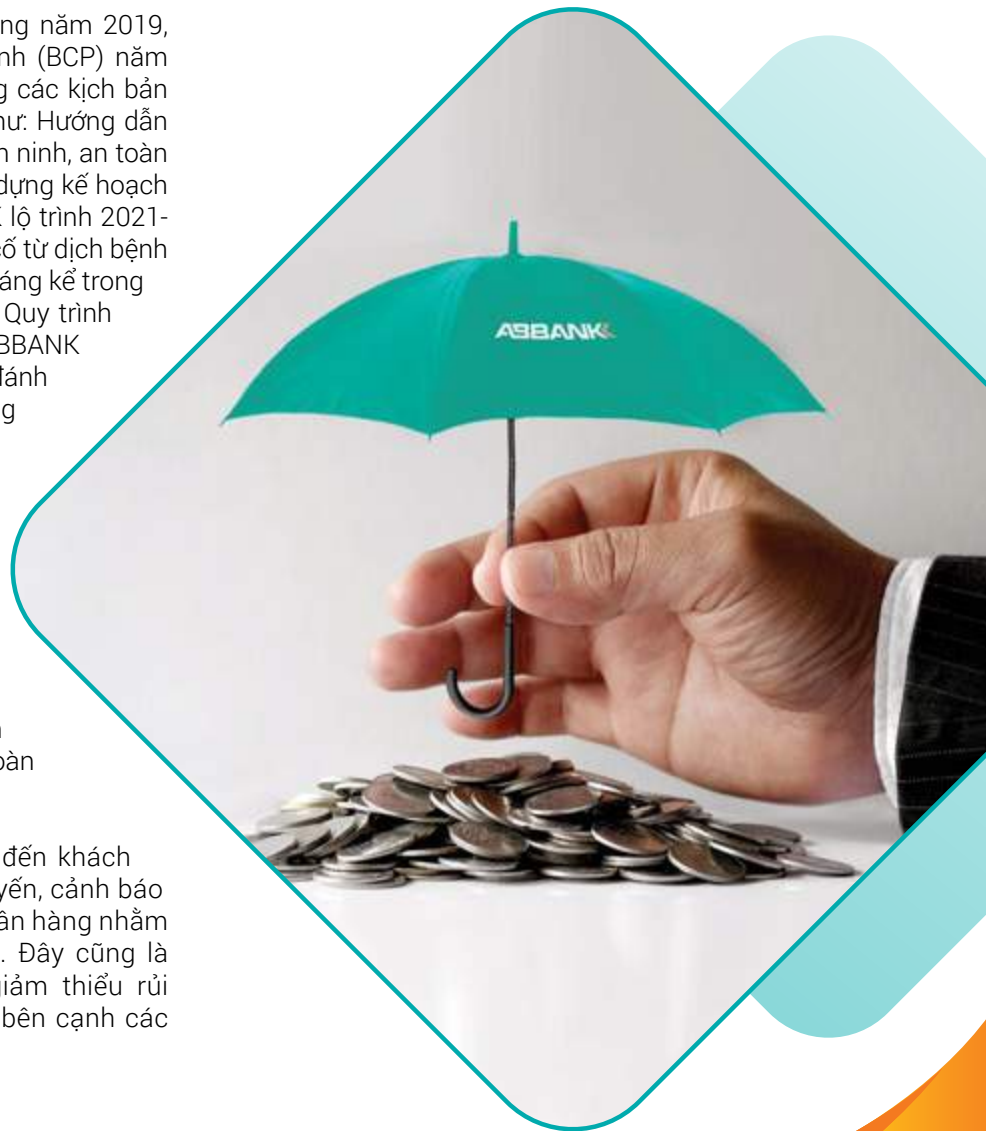 ng năm 2019,
nh (BCP) năm
g các kịch bản
hư: Hướng dẫn
n ninh, an toàn
dựng kế hoạch
lộ trình 2021-
cố từ dịch bệnh
áng kể trong
Quy trình
BBANK
đánh
g
oàn
đến khách
yến, cảnh báo
ân hàng nhằm
. Đây cũng là
giảm thiểu rủi
bên cạnh các
ABBANK